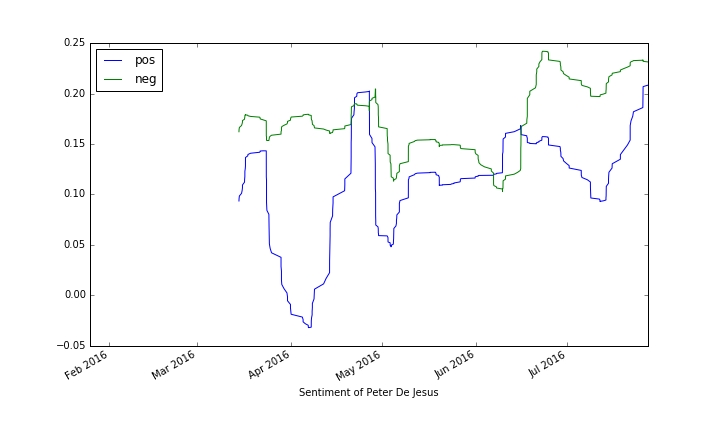 0.25
0.20
0.15
0.10
0.05
0.00
−0.05
pos
neg
Feb 2016
Mar 2016
Apr 2016
May 2016
Jun 2016
Jul 2016
Sentiment of Peter De Jesus